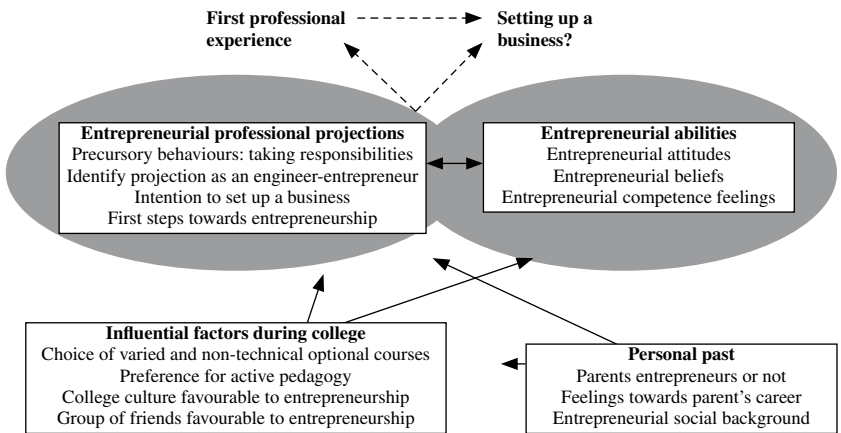 First professional
experience
Setting up a
business?
Entrepreneurial professional projections
Precursory behaviours: taking responsibilities
Identify projection as an engineer-entrepreneur
Intention to set up a business
First steps towards entrepreneurship
Entrepreneurial abilities
Entrepreneurial attitudes
Entrepreneurial beliefs
Entrepreneurial competence feelings
Influential factors during college
Choice of varied and non-technical optional courses
Preference for active pedagogy
College culture favourable to entrepreneurship
Group of friends favourable to entrepreneurship
Personal past
Parents entrepreneurs or not
Feelings towards parent’s career
Entrepreneurial social background